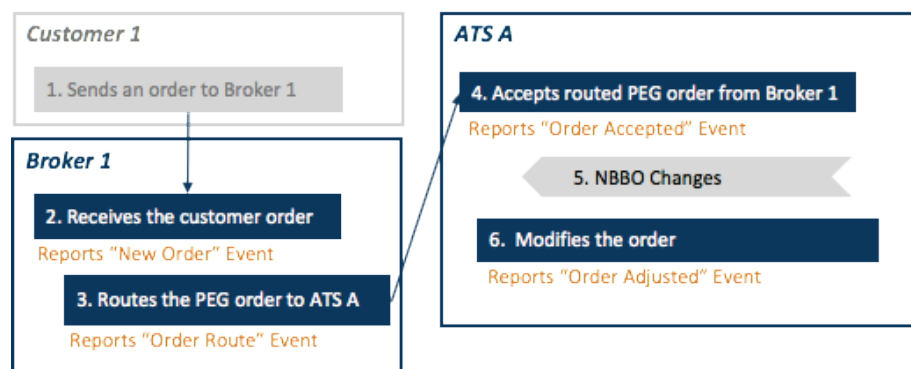 Customer 1
1. Sends an order to Broker 1
Broker 1
2. Receives the customer order
Reports “New Order” Event
3. Routes the PEG order to ATS A
Reports “Order Route” Event
ATS A
4. Accepts routed PEG order from Broker 1
Reports “Order Accepted” Event
5. NBBO Changes
6. Modifies the order
Reports “Order Adjusted” Event